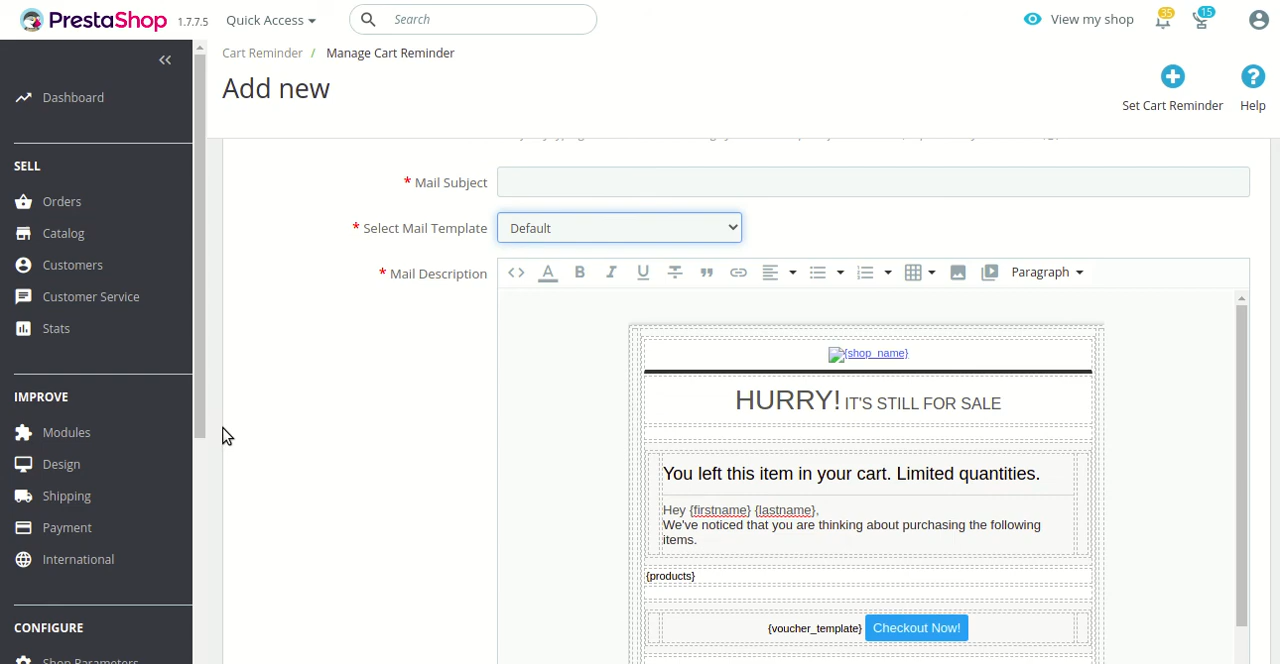 PrestaShop 1.7.7.5 Quick Access Search View my shop 35 15
Cart Reminder / Manage Cart Reminder
Add new
Set Cart Reminder Help
Dashboard
SELL
Orders
Catalog
Customers
Customer Service
Stats
IMPROVE
Modules
Design
Shipping
Payment
International
CONFIGURE
Shop Parameters
* Mail Subject
* Select Mail Template Default
* Mail Description Paragraph
{shop_name}
HURRY! IT'S STILL FOR SALE
You left this item in your cart. Limited quantities.
Hey {firstname} {lastname},
We've noticed that you are thinking about purchasing the following
items.
{products}
{voucher_template} Checkout Now!